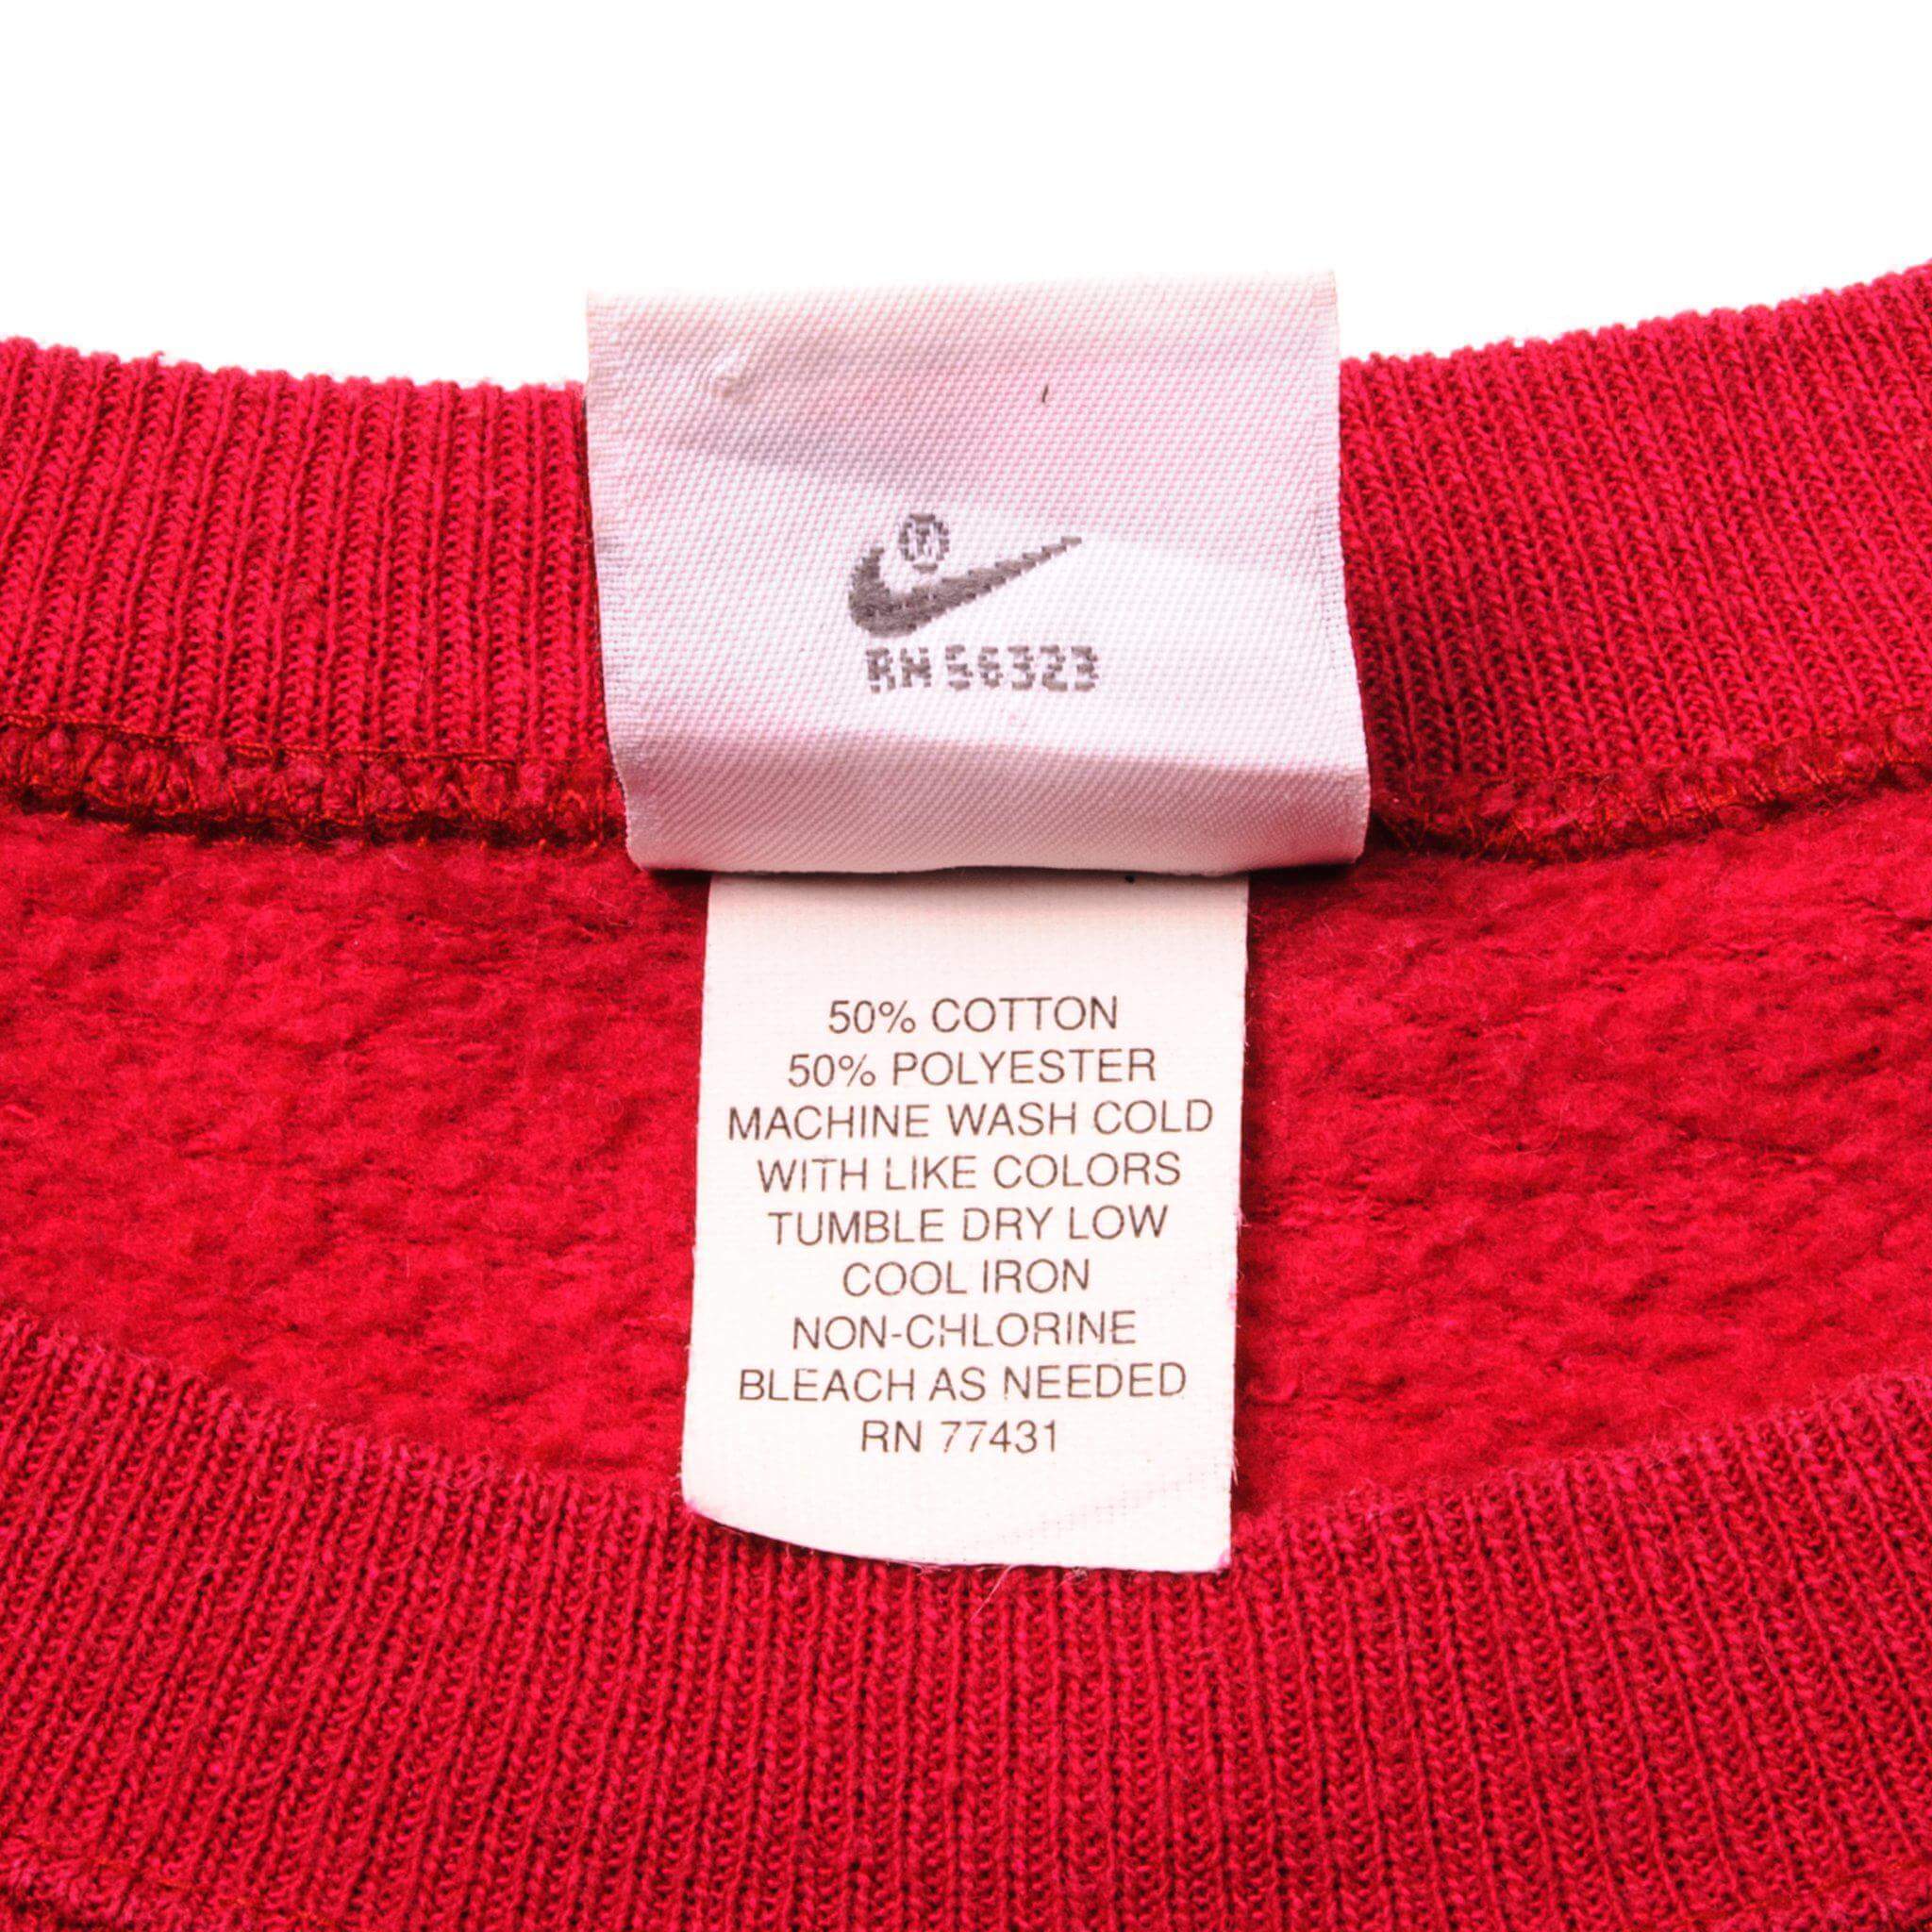 ®
RN 56323
50% COTTON
50% POLYESTER
MACHINE WASH COLD
WITH LIKE COLORS
TUMBLE DRY LOW
COOL IRON
NON-CHLORINE
BLEACH AS NEEDED
RN 77431